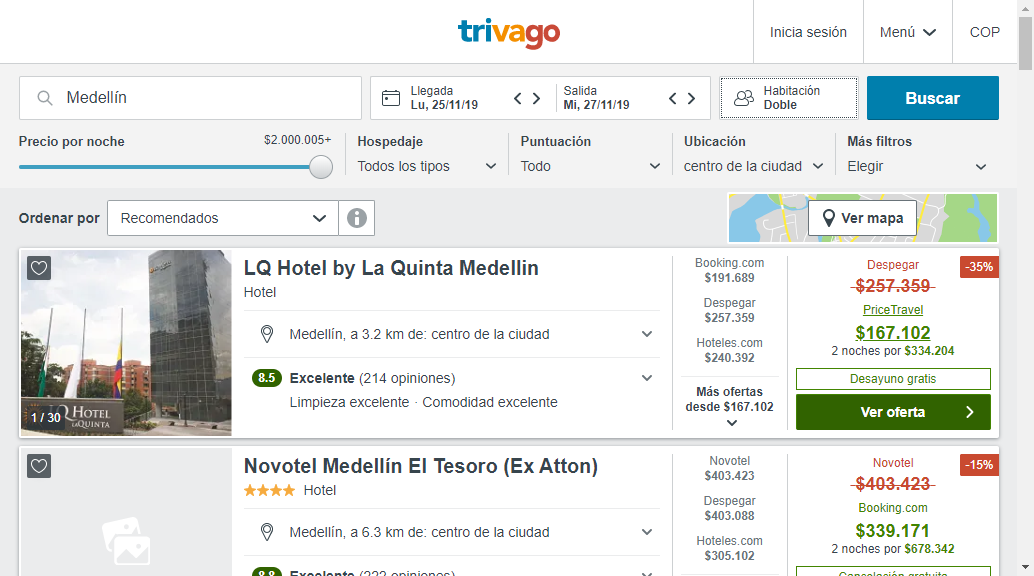 trivago
Inicia sesión
Menú
COP
Medellín
Llegada
Lu, 25/11/19
Salida
Mi, 27/11/19
Habitación
Doble
Buscar
Precio por noche
$2.000.005+
Hospedaje
Todos los tipos
Puntuación
Todo
Ubicación
centro de la ciudad
Más filtros
Elegir
Ordenar por
Recomendados
Ver mapa
1 / 30
Q HOTEL
LA QUINTA
LQ Hotel by La Quinta Medellin
Hotel
Medellín, a 3.2 km de: centro de la ciudad
8.5 Excelente (214 opiniones)
Limpieza excelente · Comodidad excelente
Booking.com
$191.689
Despegar
$257.359
Hoteles.com
$240.392
Más ofertas
desde $167.102
Despegar
-35%
$257.359
PriceTravel
$167.102
2 noches por $334.204
Desayuno gratis
Ver oferta
Novotel Medellín El Tesoro (Ex Atton)
Hotel
Medellín, a 6.3 km de: centro de la ciudad
8.8 Excelente (222 opiniones)
Novotel
$403.423
Despegar
$403.088
Hoteles.com
$305.102
Novotel
-15%
$403.423
Booking.com
$339.171
2 noches por $678.342
Cancelación gratuita